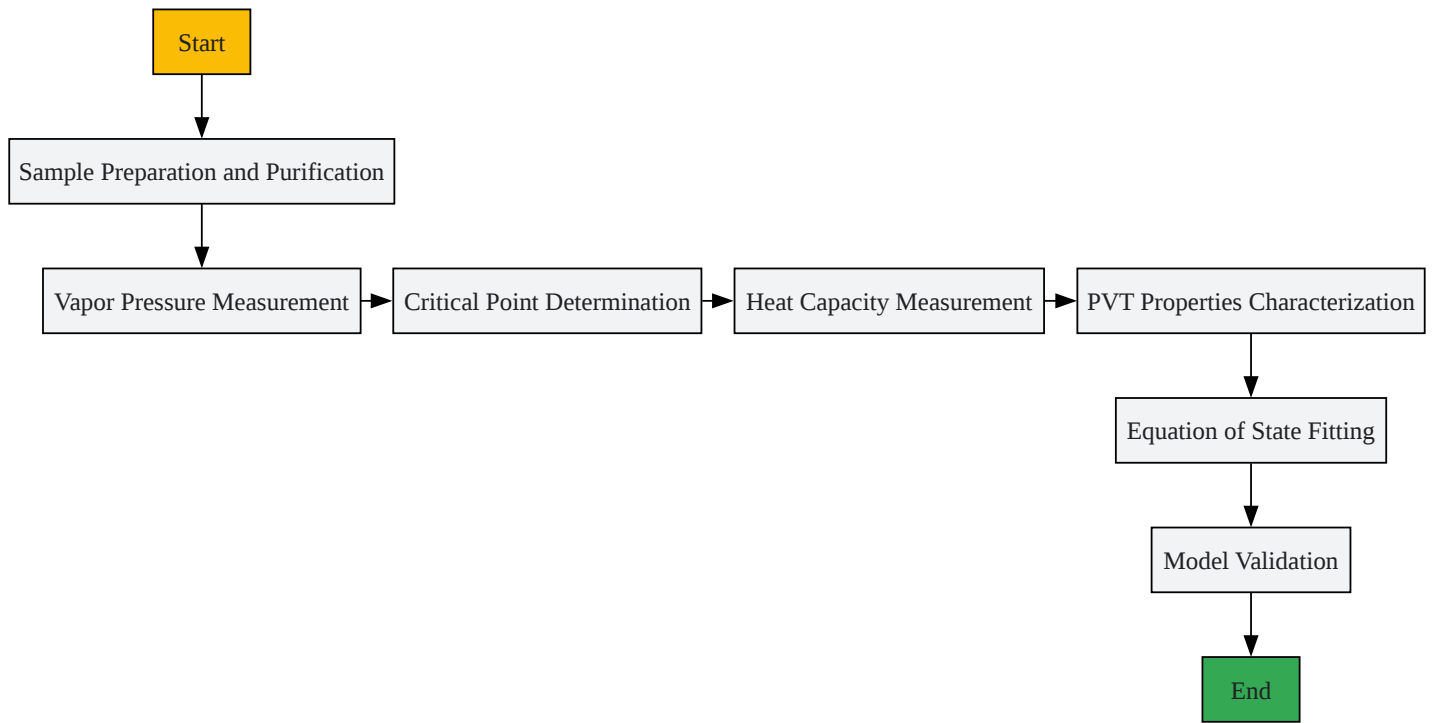 Start
Sample Preparation and Purification
Vapor Pressure Measurement
Critical Point Determination
Heat Capacity Measurement
PVT Properties Characterization
Equation of State Fitting
Model Validation
End